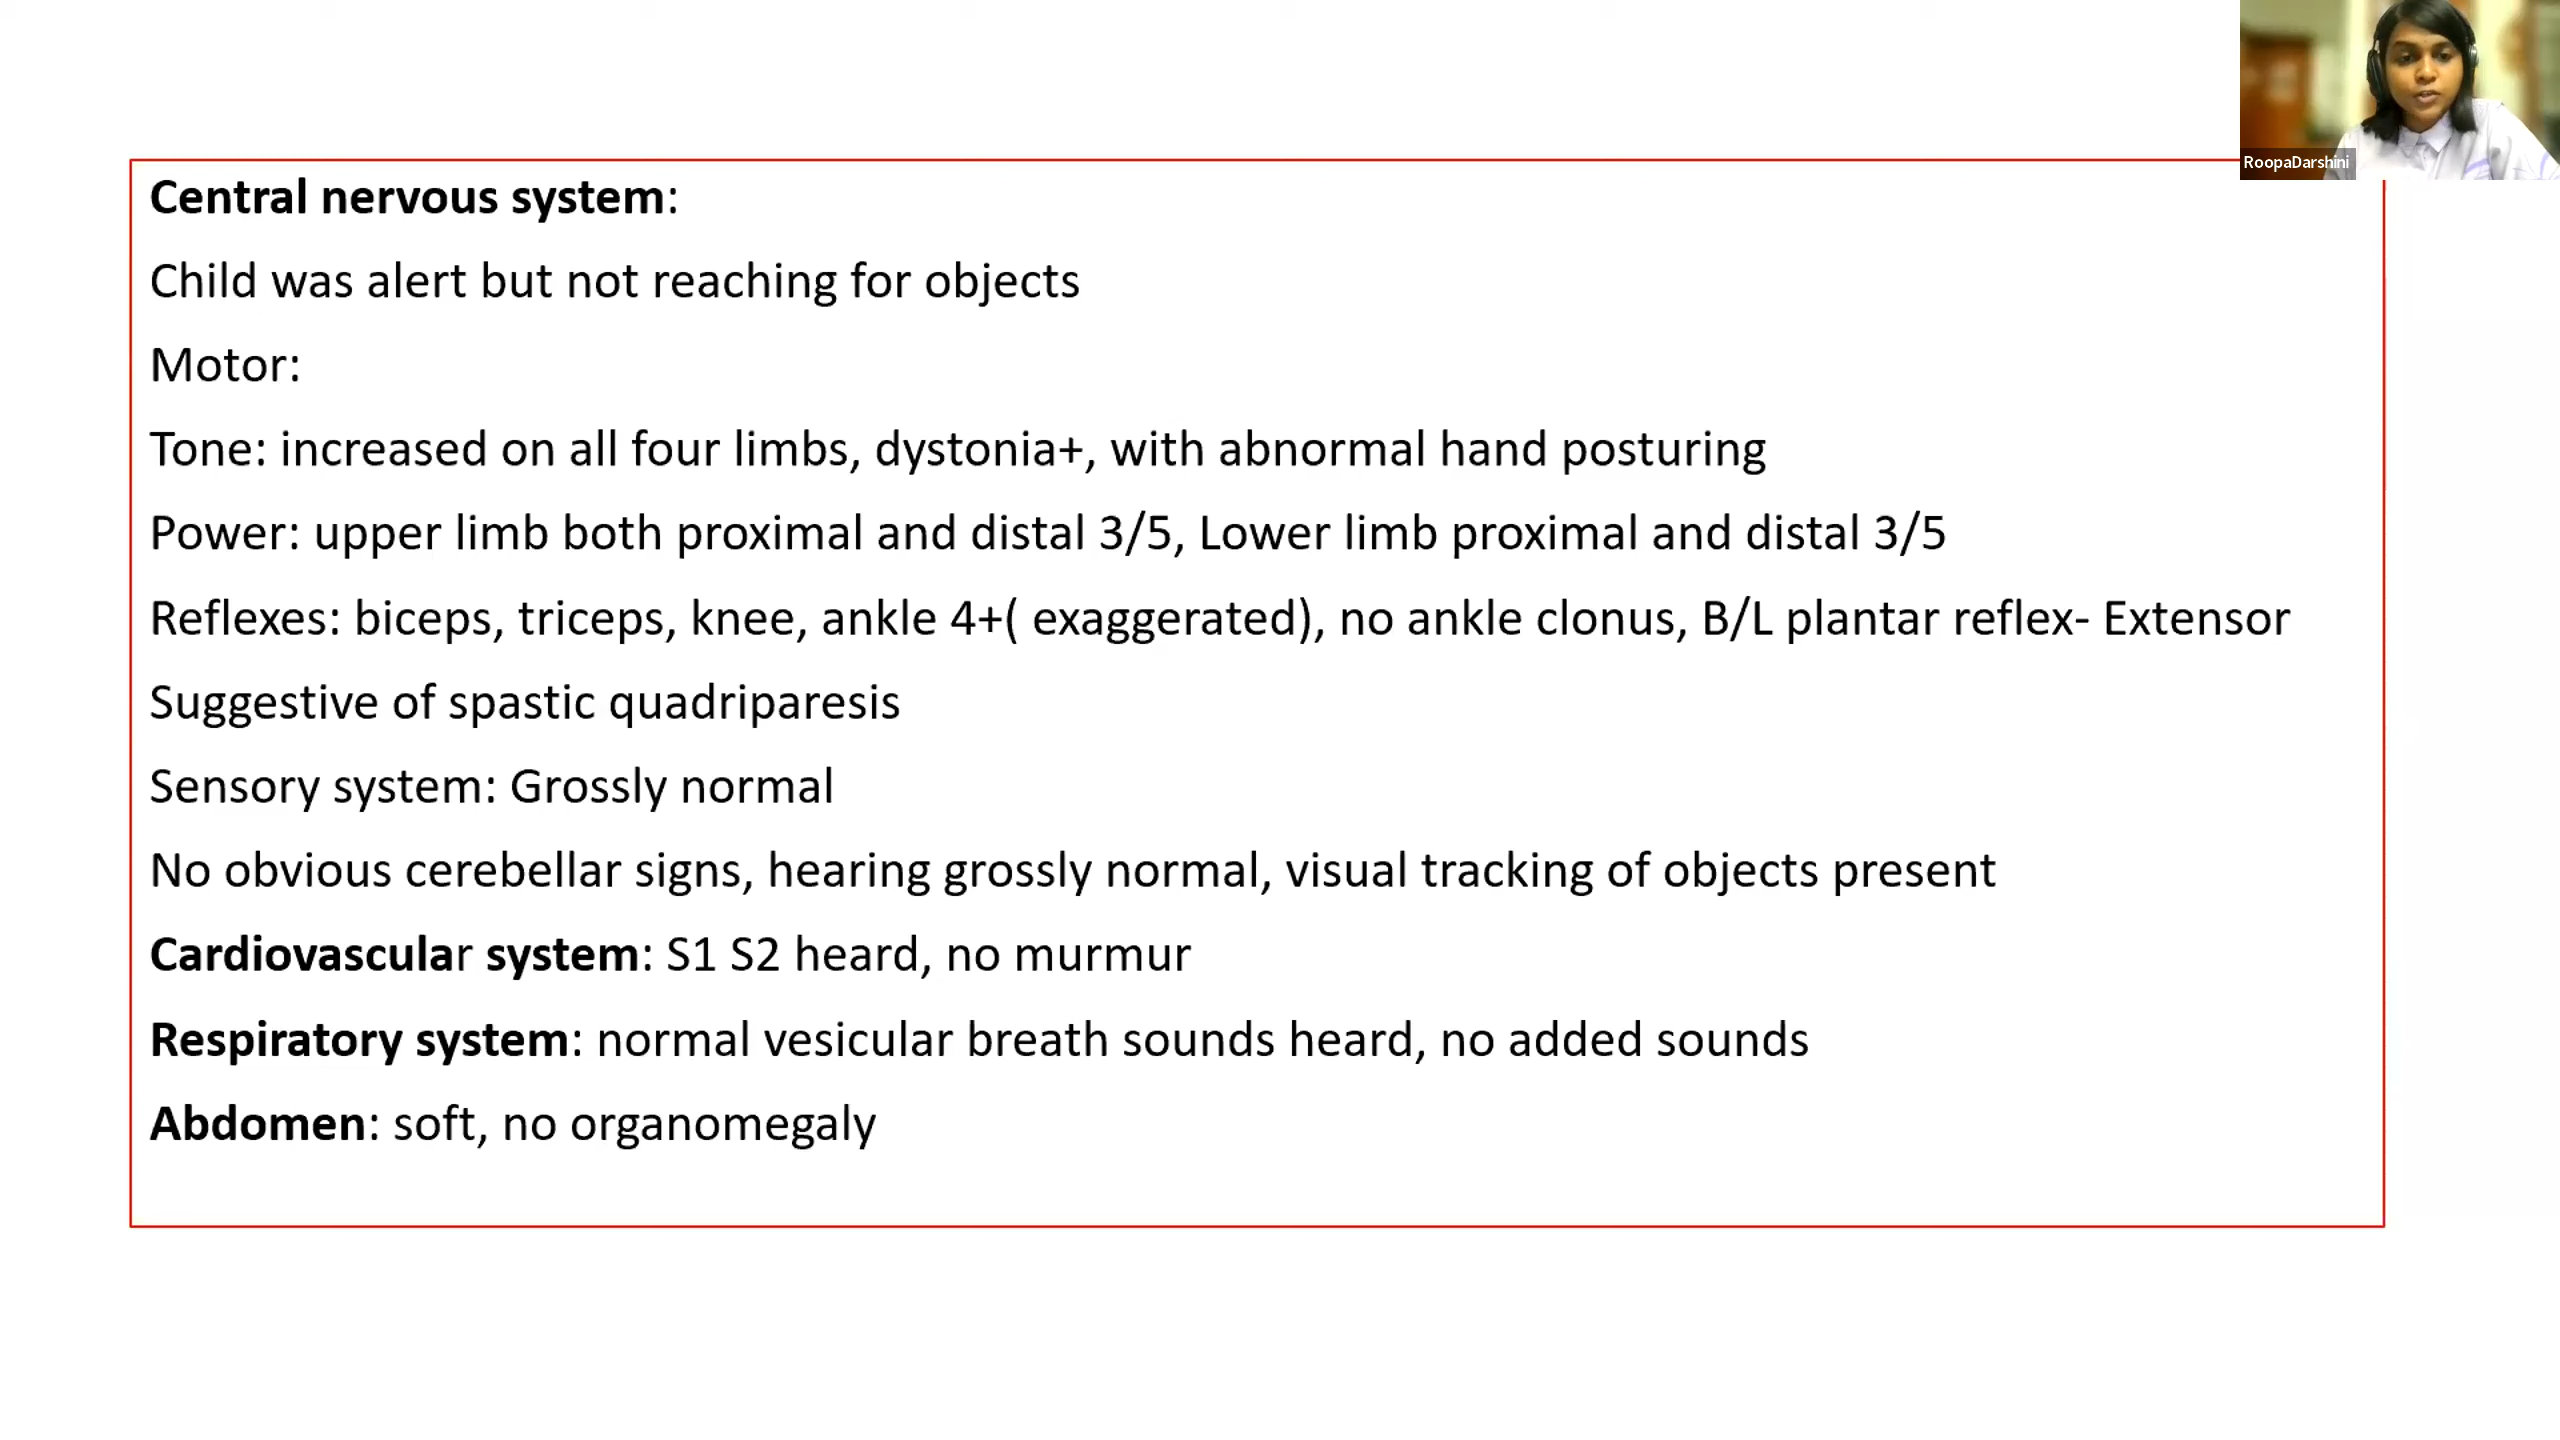 RoopaDarshini
Central nervous system:
Child was alert but not reaching for objects
Motor:
Tone: increased on all four limbs, dystonia+, with abnormal hand posturing
Power: upper limb both proximal and distal 3/5, Lower limb proximal and distal 3/5
Reflexes: biceps, triceps, knee, ankle 4+( exaggerated), no ankle clonus, B/L plantar reflex- Extensor
Suggestive of spastic quadriparesis
Sensory system: Grossly normal
No obvious cerebellar signs, hearing grossly normal, visual tracking of objects present
Cardiovascular system: S1 S2 heard, no murmur
Respiratory system: normal vesicular breath sounds heard, no added sounds
Abdomen: soft, no organomegaly